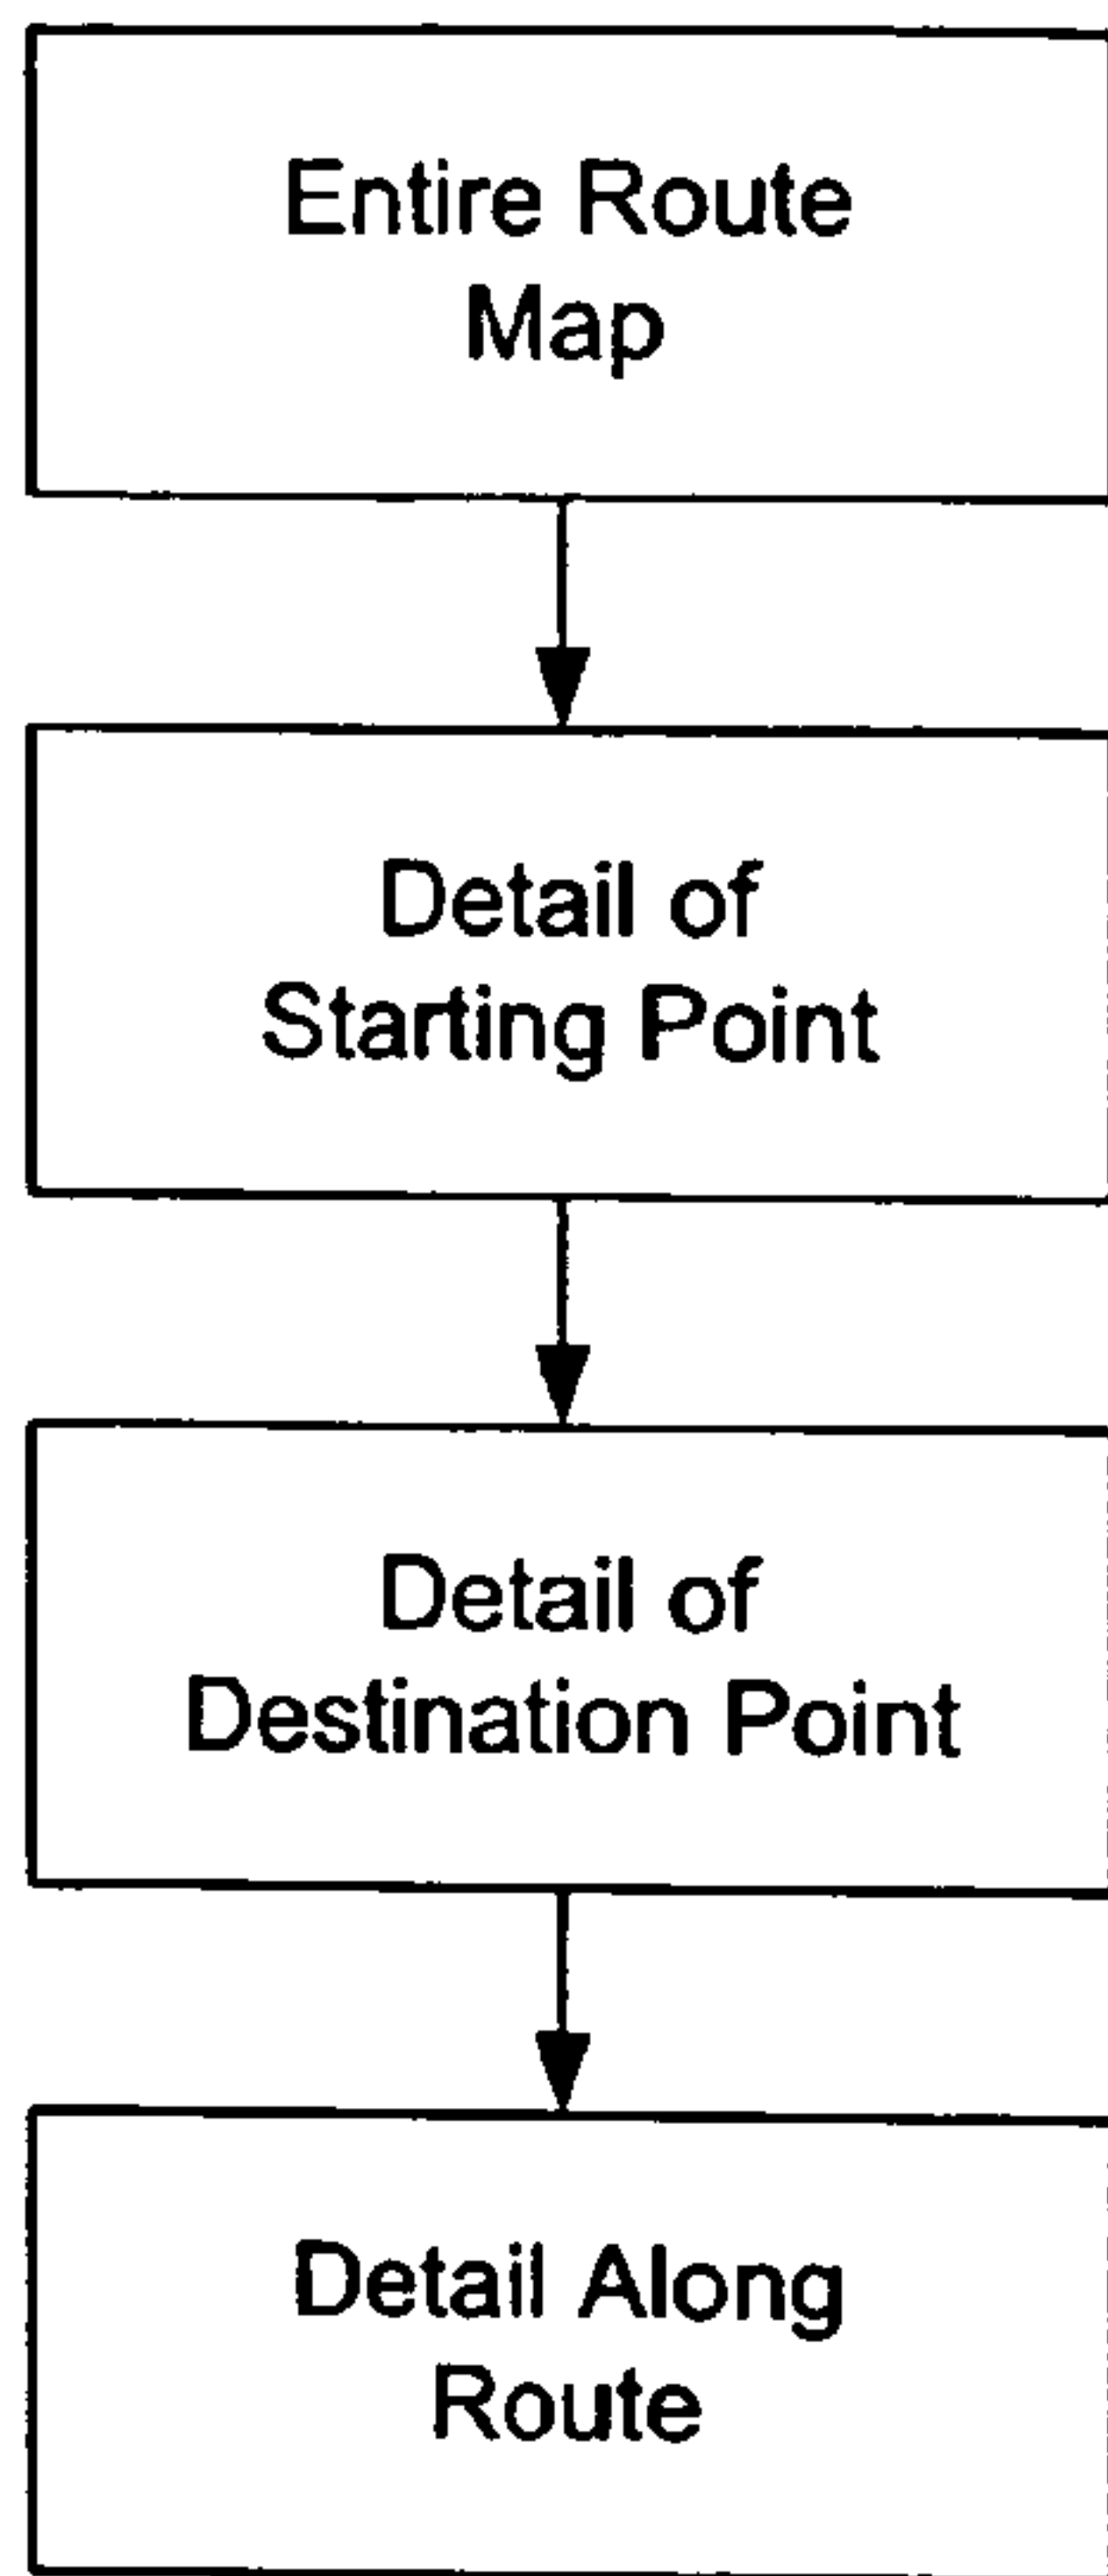 Entire Route
Map
Detail of
Starting Point
Detail of
Destination Point
Detail Along
Route